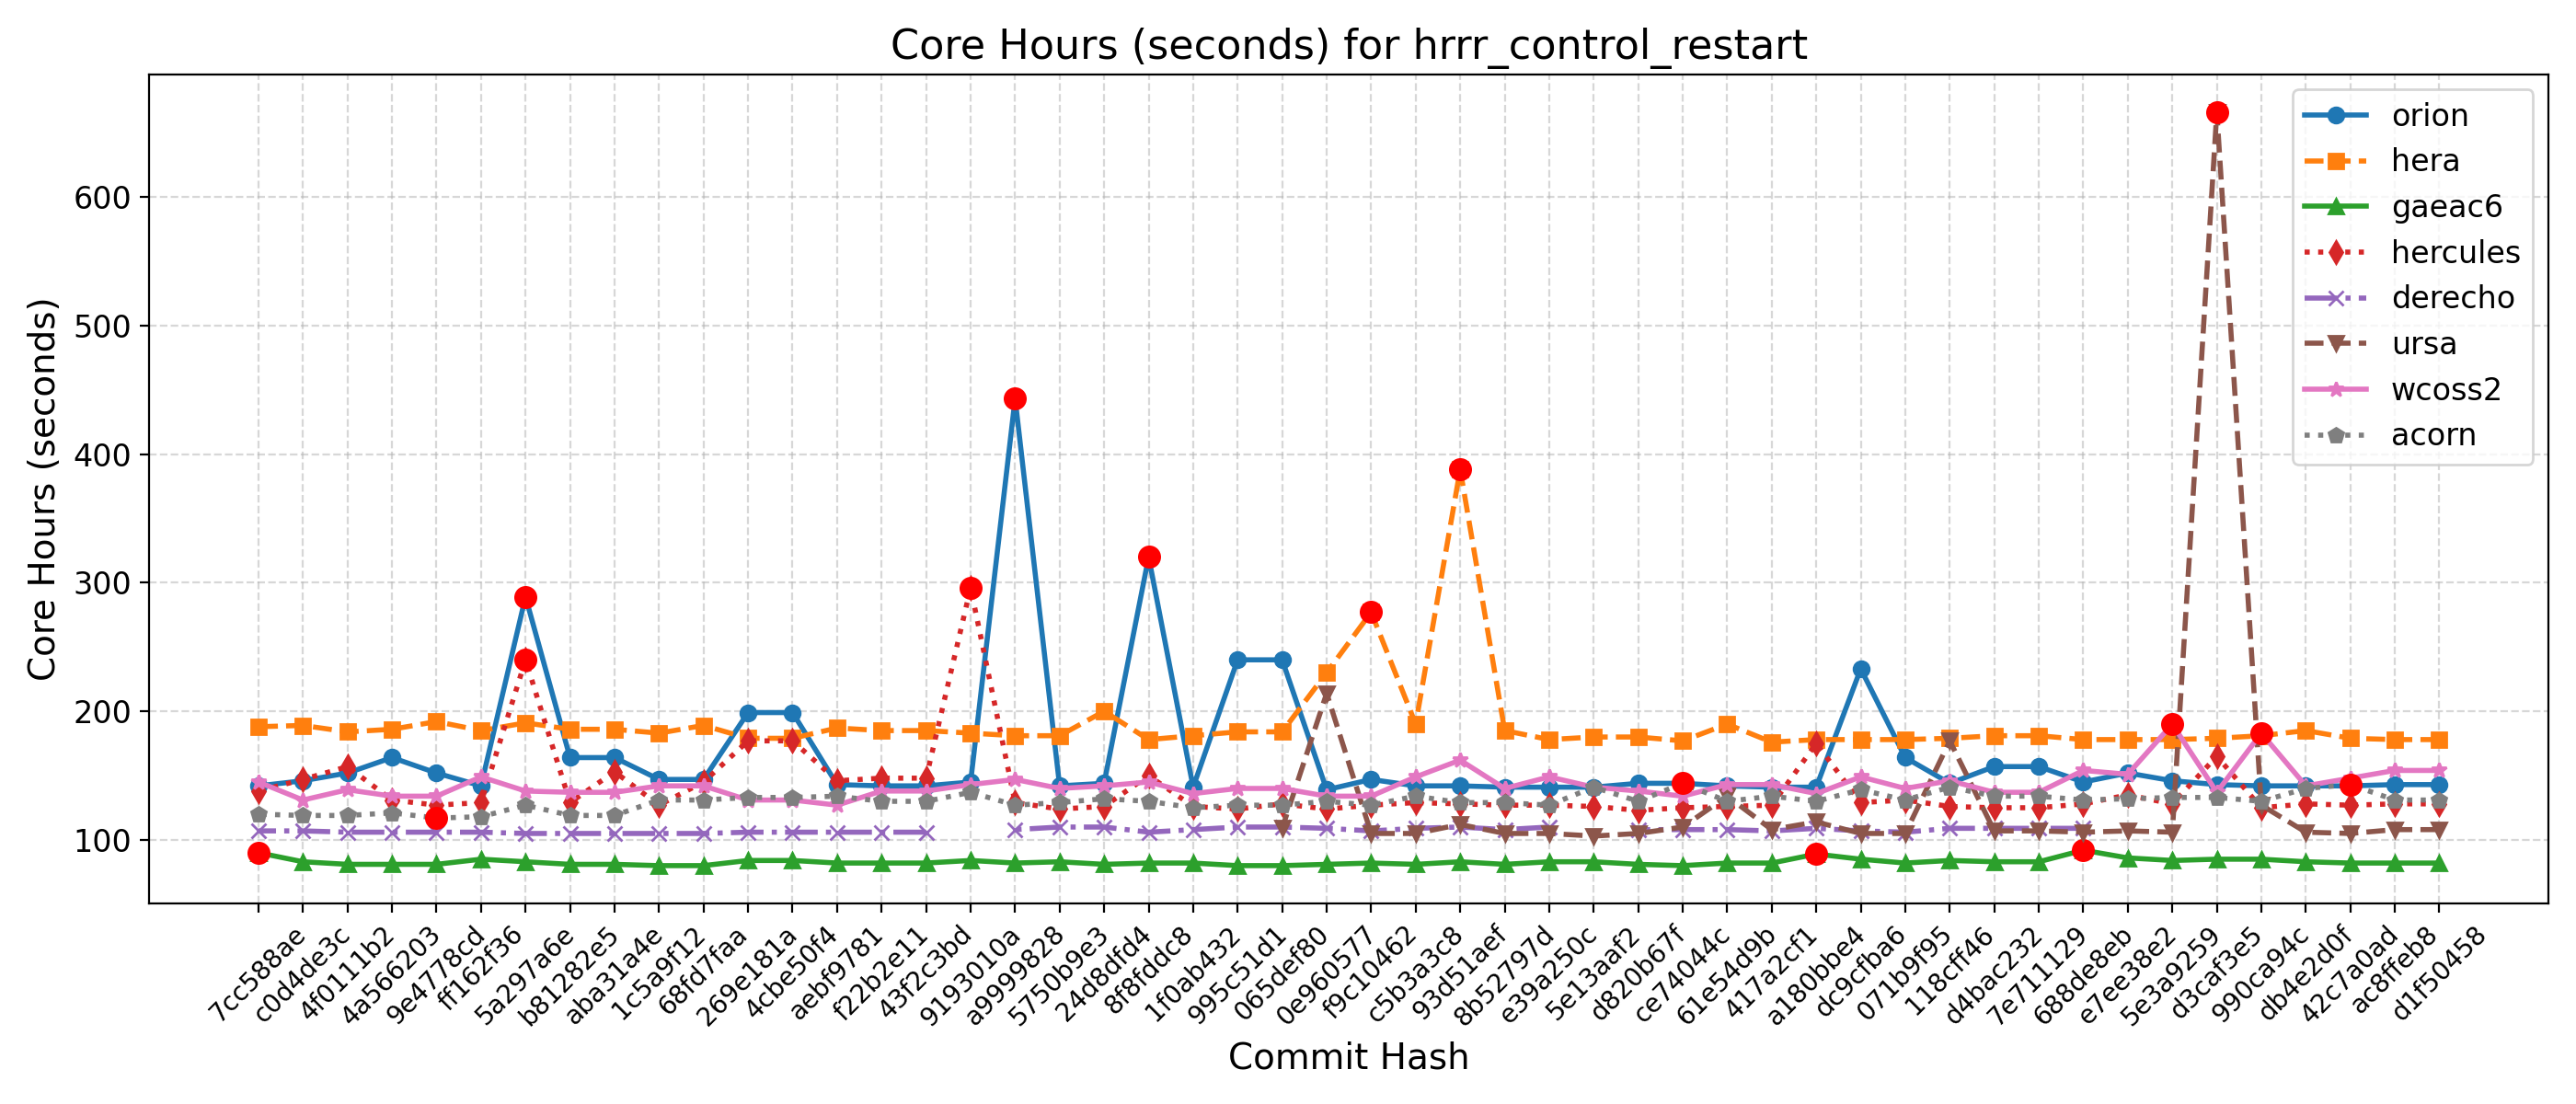 Core Hours (seconds) for hrrr_control_restart
Core Hours (seconds)
600
500
400
300
200
100
orion
hera
gaeac6
hercules
derecho
ursa
wcoss2
acorn
7cc588ae
c0d4de3c
4f0111b2
4a566203
9e4778cd
ff162f36
5a297a6e
b81282e5
aba31a4e
1c5a9f12
68fd7faa
269e181a
4cbe50f4
aebf9781
f22b2e11
43f2c3bd
9193010a
a9999828
5750b9e3
24d8dfd4
8f8fddc8
1f0ab432
995c51d1
065def80
0e960577
f9c10462
c5b3a3c8
93d51aef
8b52797d
e39a250c
5e13aaf2
d820b67f
ce74044c
61e54d9b
417a2cf1
a180bbe4
dc9cfba6
071b9f95
118cff46
d4bac232
7e711129
688de8eb
e7ee38e2
5e3a9259
d3caf3e5
990ca94c
db4e2d0f
42c7a0ad
ac8ffeb8
d1f50458
Commit Hash